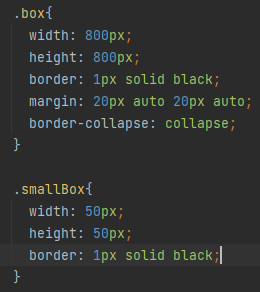 .box{
  width: 800px;
  height: 800px;
  border: 1px solid black;
  margin: 20px auto 20px auto;
  border-collapse: collapse;
}

.smallBox{
  width: 50px;
  height: 50px;
  border: 1px solid black;
}